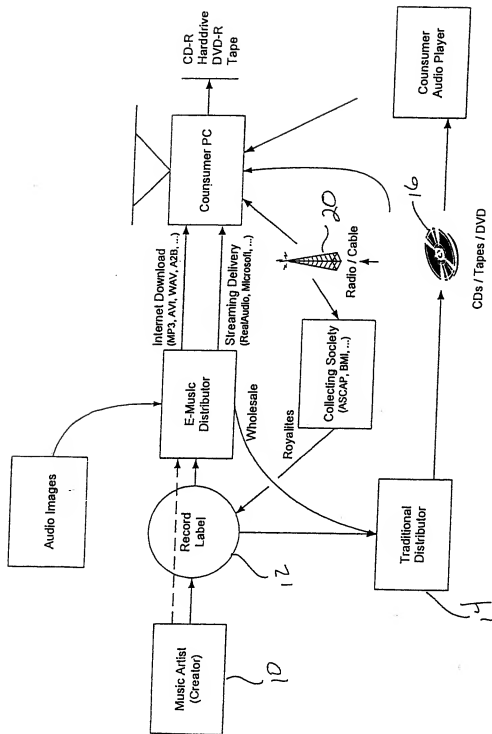 Audio Images
Music Artist
(Creator)
10
Record
Label
12
E-Music
Distributor
Wholesale
Internet Download
(MP3, AVI, WAV, A2B, ...)
Streaming Delivery
(RealAudio, Microsoft, ...)
Counsumer PC
CD-R
Harddrive
DVD-R
Tape
Royalites
Collecting Society
(ASCAP, BMI, ...)
20
Radio / Cable
Traditional
Distributor
14
16
CDs / Tapes / DVD
Counsumer
Audio Player